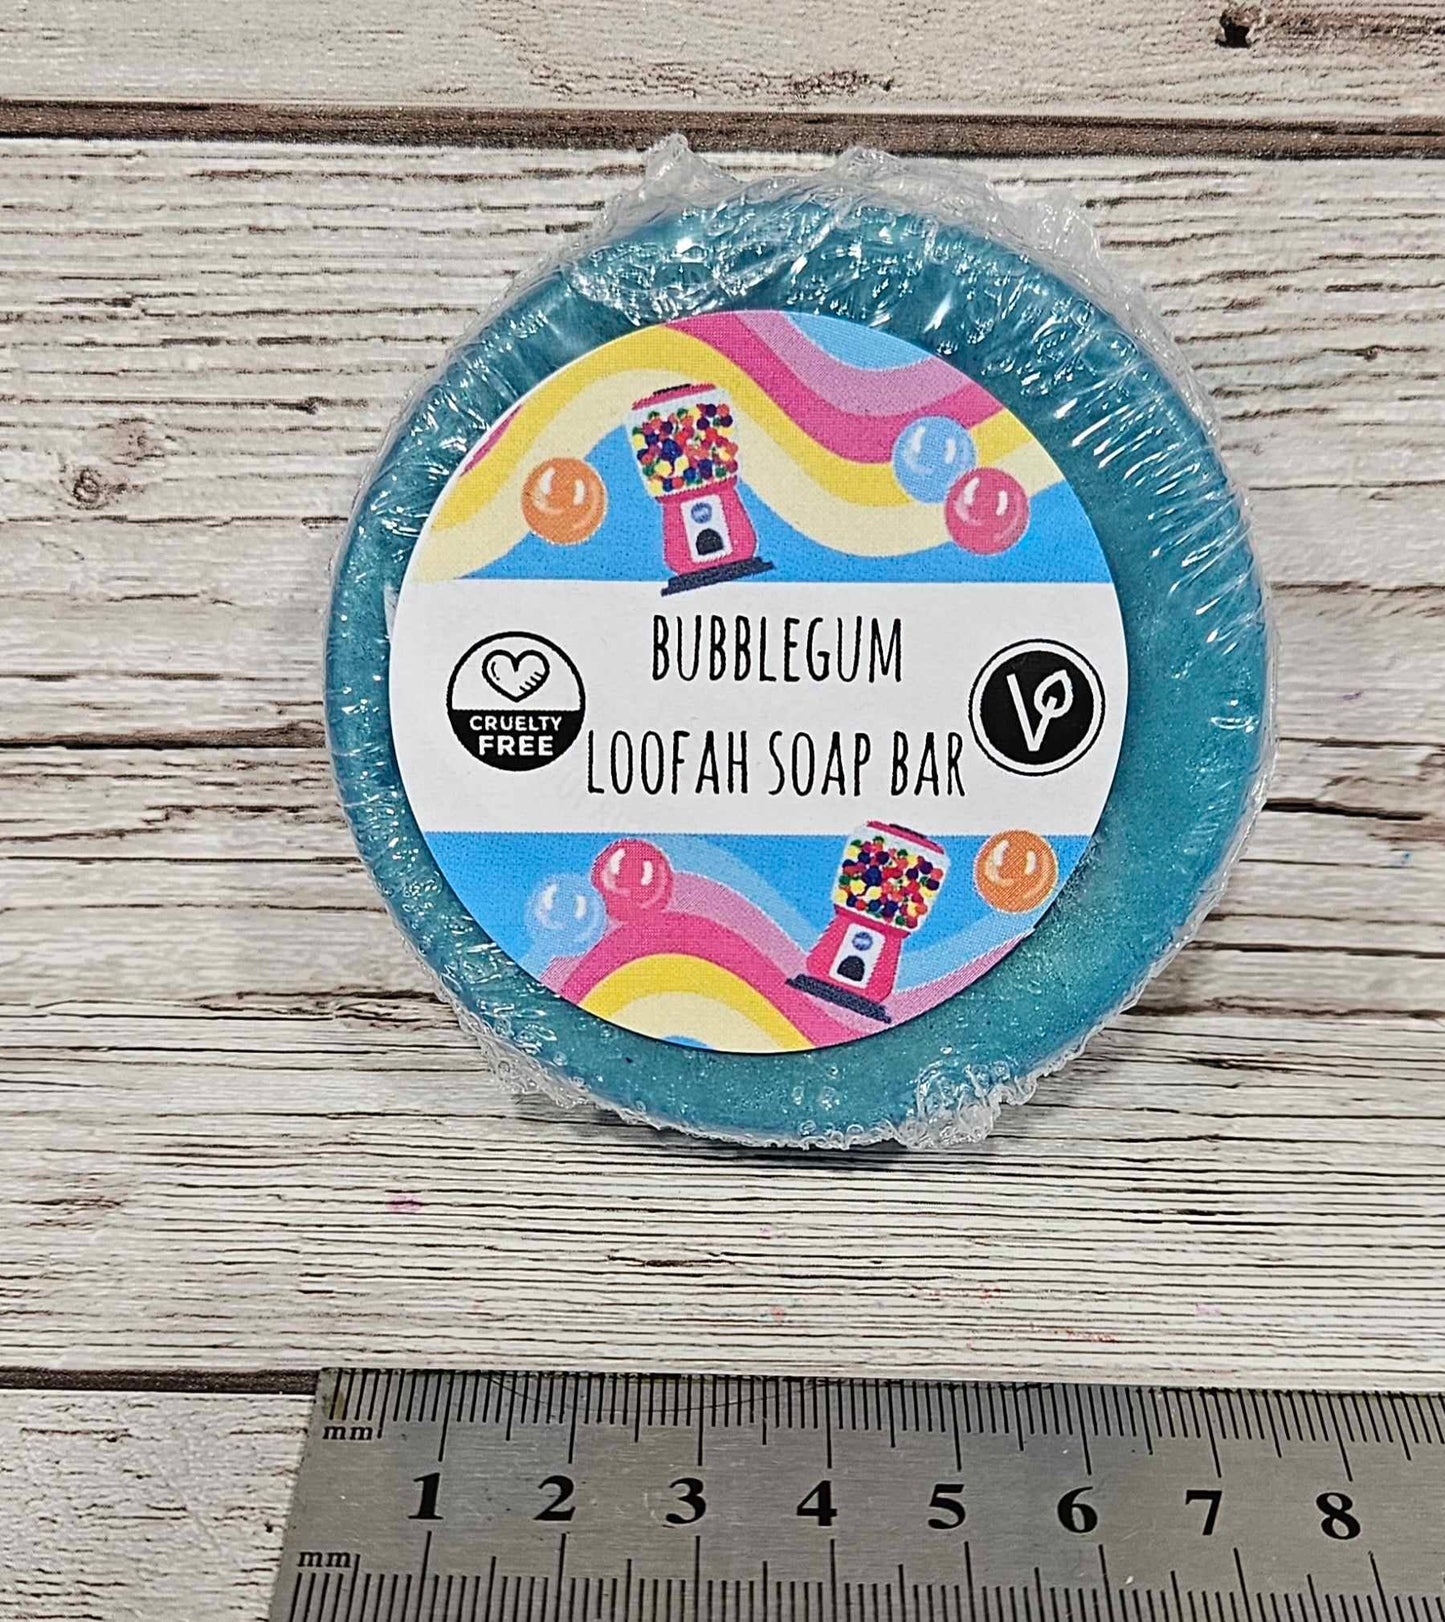 BUBBLEGUM
CRUELTY
FREE
LOOFAH SOAP BAR
V
mm
1 2 3 4 5 6 7 8
mm